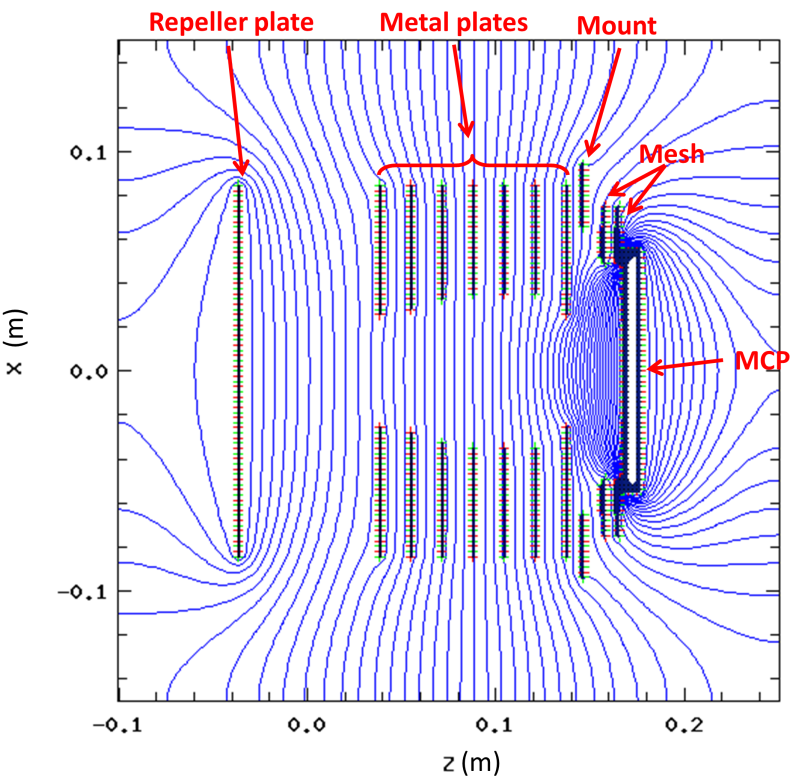 Repeller plate
Metal plates
Mount
Mesh
MCP
0.1
0.0
-0.1
x (m)
-0.1
0.0
0.1
0.2
z (m)